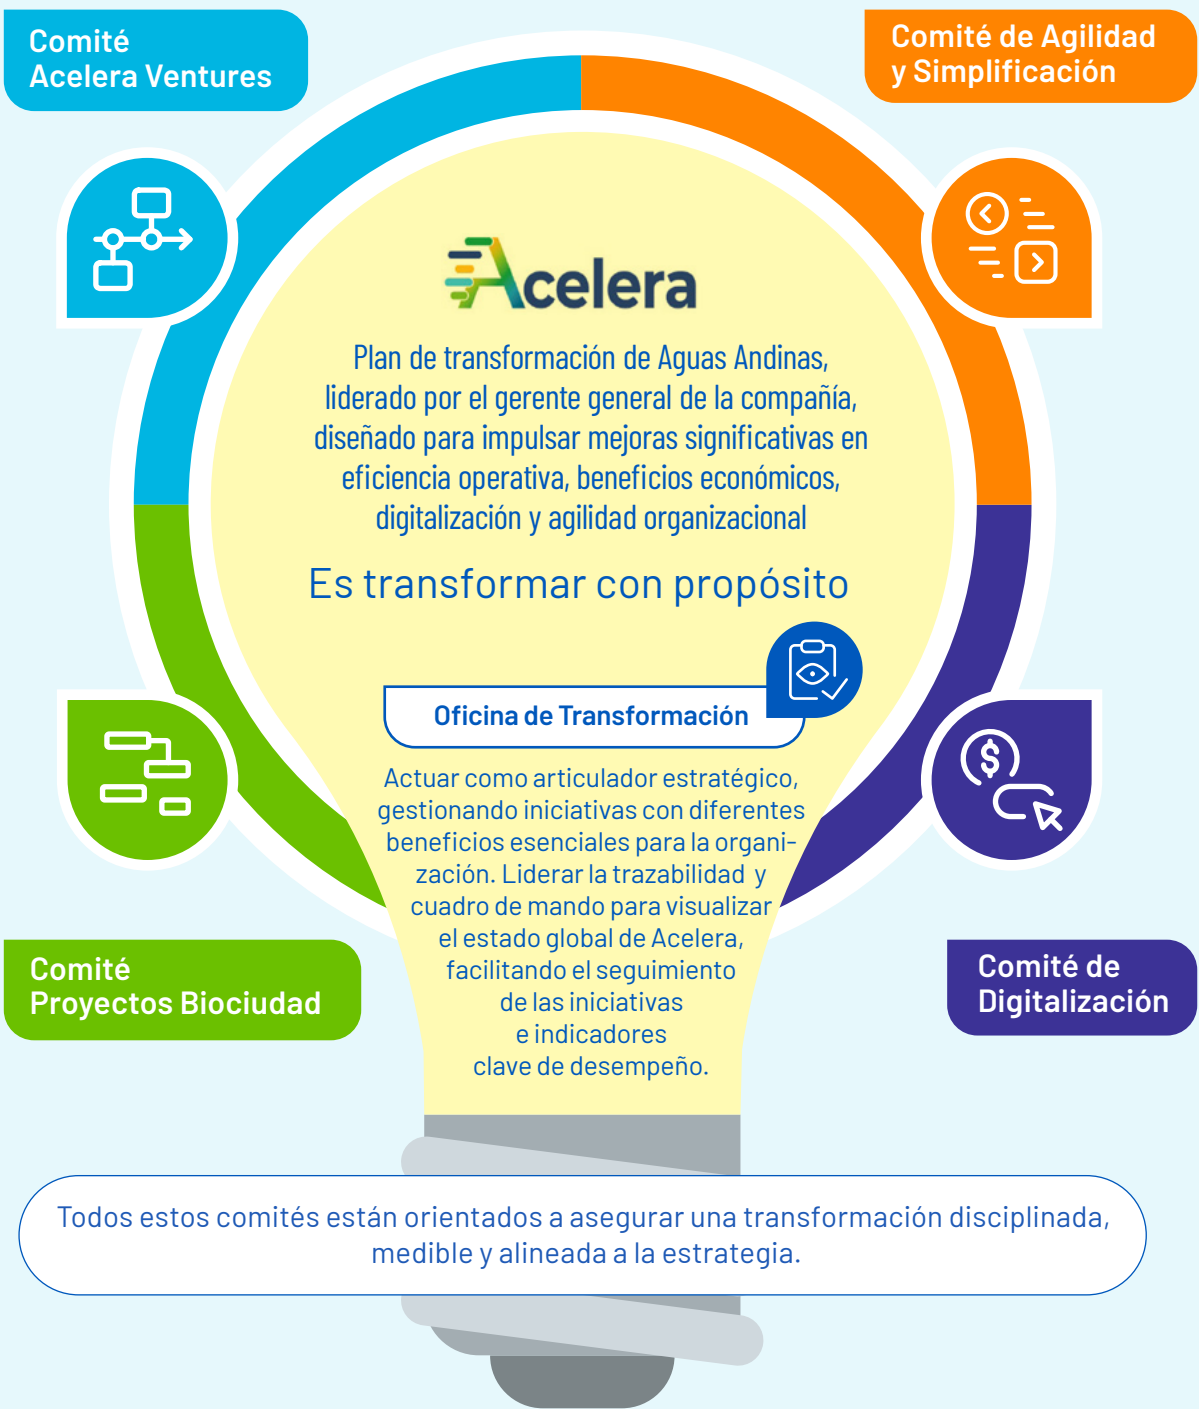 Comité
Acelera Ventures
Comité de Agilidad
y Simplificación
Acelera
Plan de transformación de Aguas Andinas,
liderado por el gerente general de la compañía,
diseñado para impulsar mejoras significativas en
eficiencia operativa, beneficios económicos,
digitalización y agilidad organizacional
Es transformar con propósito
Oficina de Transformación
Actuar como articulador estratégico,
gestionando iniciativas con diferentes
beneficios esenciales para la organi-
zación. Liderar la trazabilidad y
cuadro de mando para visualizar
el estado global de Acelera,
facilitando el seguimiento
de las iniciativas
e indicadores
clave de desempeño.
$
Comité
Proyectos Biociudad
Comité de
Digitalización
Todos estos comités están orientados a asegurar una transformación disciplinada,
medible y alineada a la estrategia.